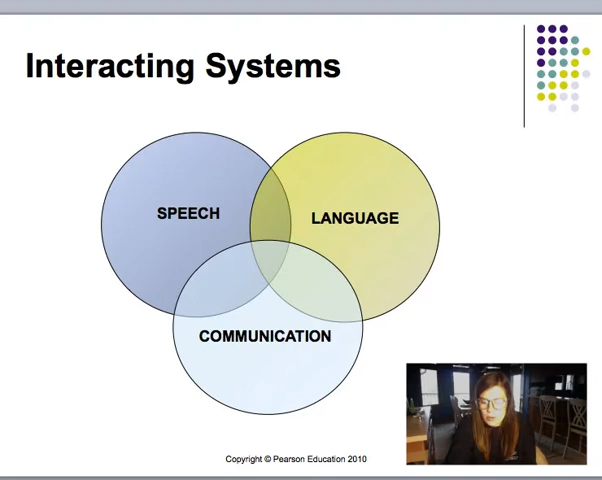 Interacting Systems
SPEECH
LANGUAGE
COMMUNICATION
Copyright © Pearson Education 2010